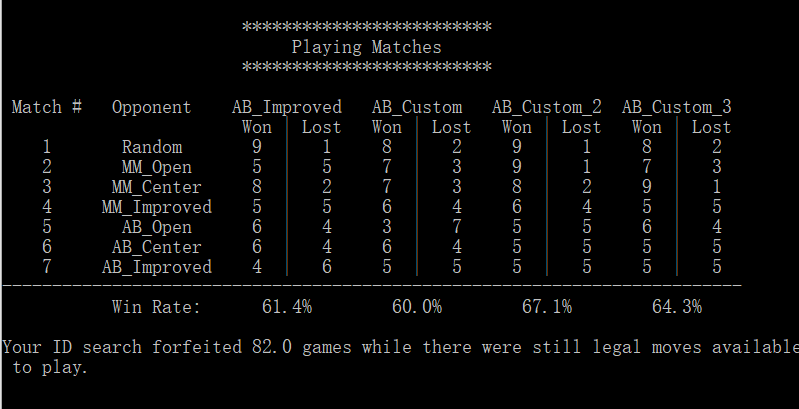 *************************
Playing Matches
*************************
Match # Opponent AB_Improved AB_Custom AB_Custom_2 AB_Custom_3
Won | Lost Won | Lost Won | Lost Won | Lost
1 Random 9 | 1 8 | 2 9 | 1 8 | 2
2 MM_Open 5 | 5 7 | 3 9 | 1 7 | 3
3 MM_Center 8 | 2 7 | 3 8 | 2 9 | 1
4 MM_Improved 5 | 5 6 | 4 6 | 4 5 | 5
5 AB_Open 6 | 4 3 | 7 5 | 5 6 | 4
6 AB_Center 6 | 4 6 | 4 5 | 5 5 | 5
7 AB_Improved 4 | 6 5 | 5 5 | 5 5 | 5
--------------------------------------------------------------------------
Win Rate: 61.4% 60.0% 67.1% 64.3%
Your ID search forfeited 82.0 games while there were still legal moves available
to play.